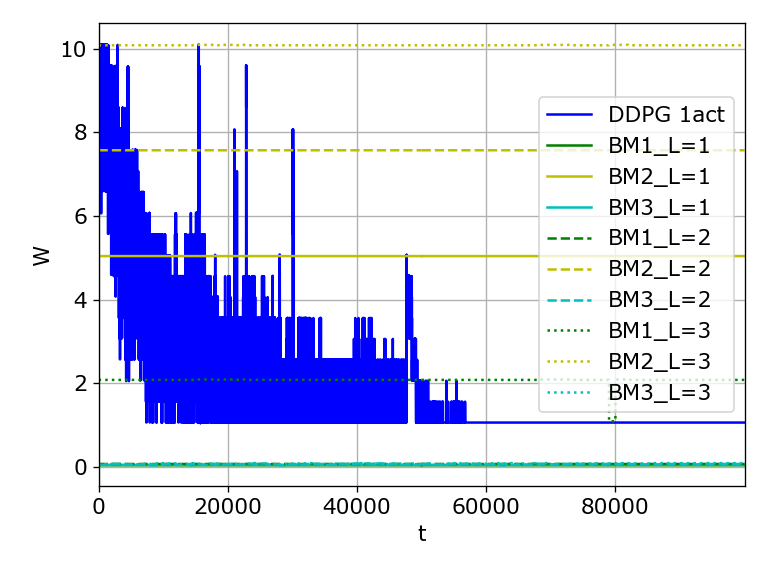 10
8
6
4
2
0
W
0 20000 40000 60000 80000
t
DDPG 1act
BM1_L=1
BM2_L=1
BM3_L=1
BM1_L=2
BM2_L=2
BM3_L=2
BM1_L=3
BM2_L=3
BM3_L=3